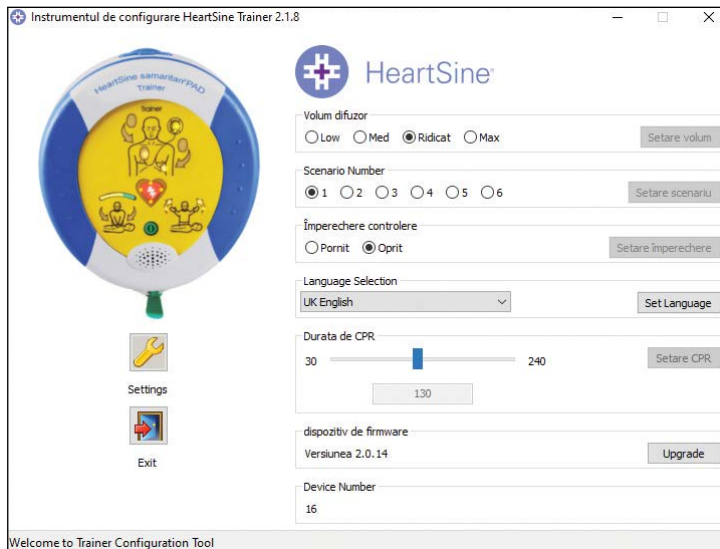 Instrumentul de configurare HeartSine Trainer 2.1.8
HeartSine samaritan PAD
Trainer
Trainer
HeartSine
Volum difuzor
Low Med Ridicat Max
Setare volum
Scenario Number
1 2 3 4 5 6
Setare scenariu
Împerechere controlere
Pornit Oprit
Setare împerechere
Language Selection
UK English
Set Language
Durata de CPR
30 240
Setare CPR
130
dispozitiv de firmware
Versiunea 2.0.14
Upgrade
Device Number
16
Settings
Exit
Welcome to Trainer Configuration Tool